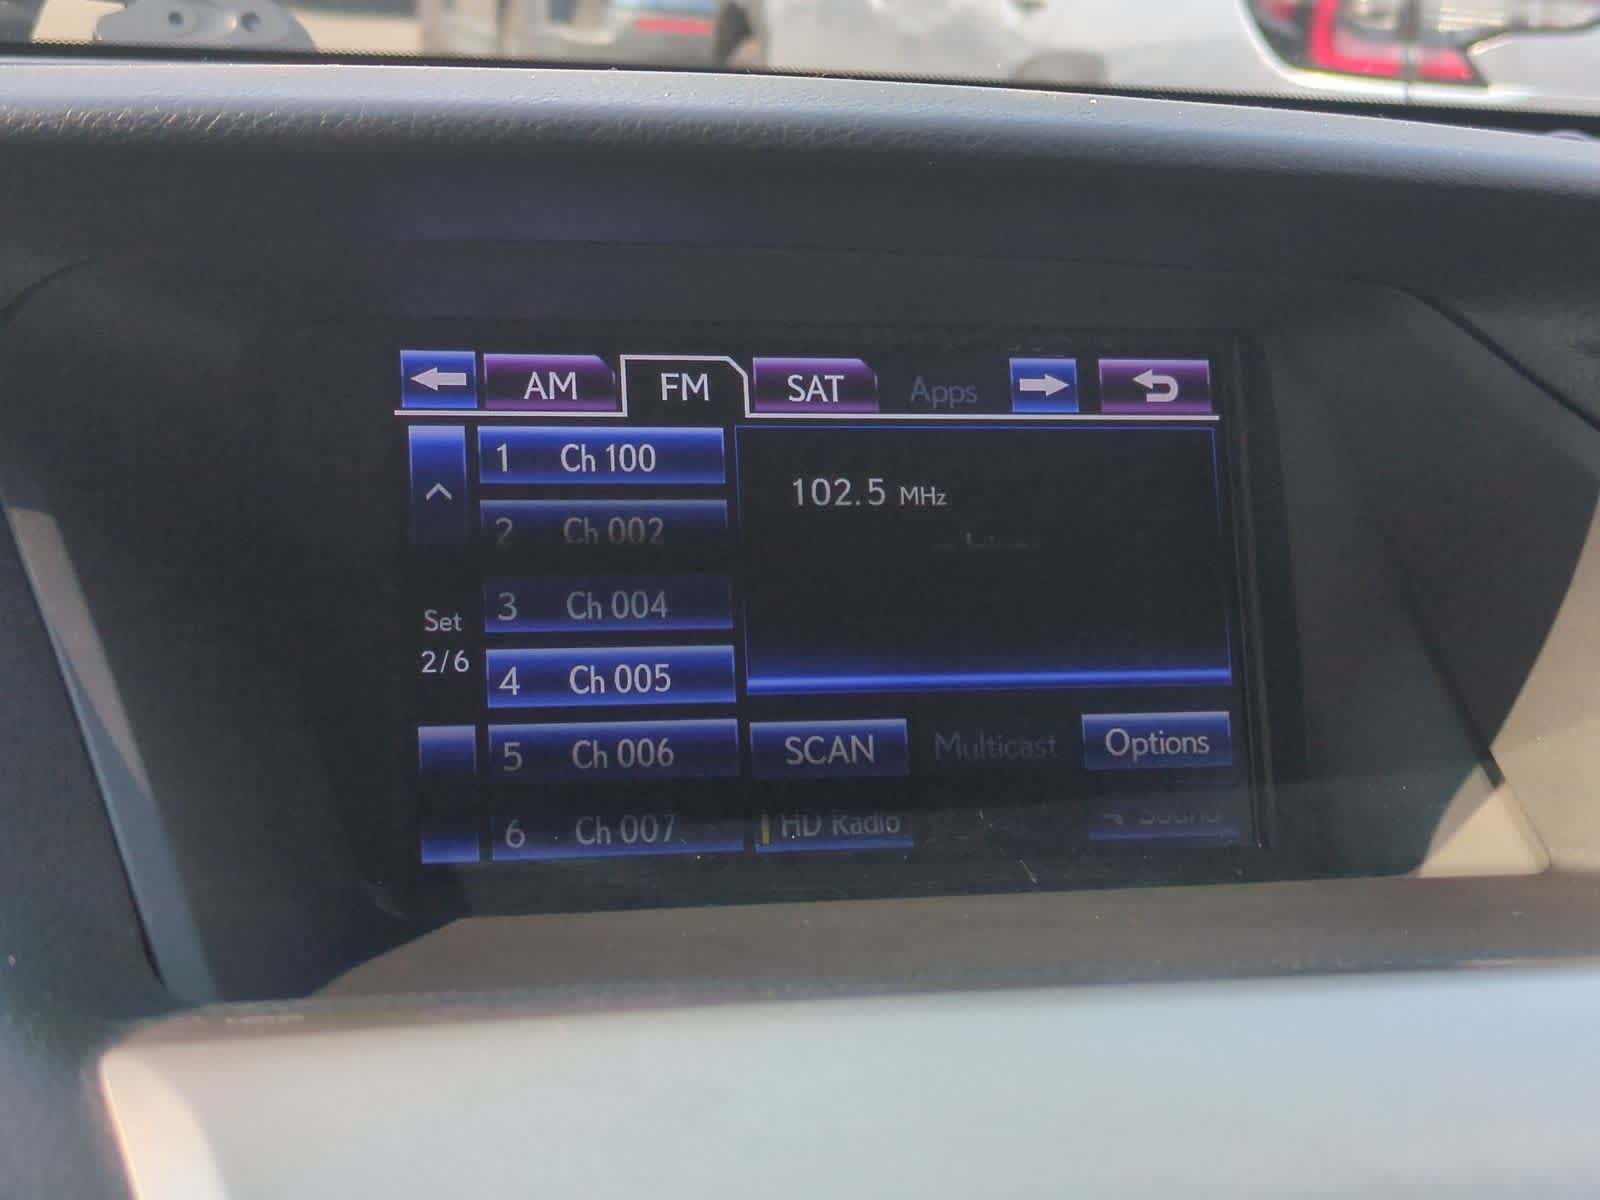 AM FM SAT Apps
1 Ch 100
102.5 MHz
2 Ch 002
3 Ch 004
Set
2/6
4 Ch 005
5 Ch 006
SCAN Multicast Options
6 Ch 007
HD Radio Sound